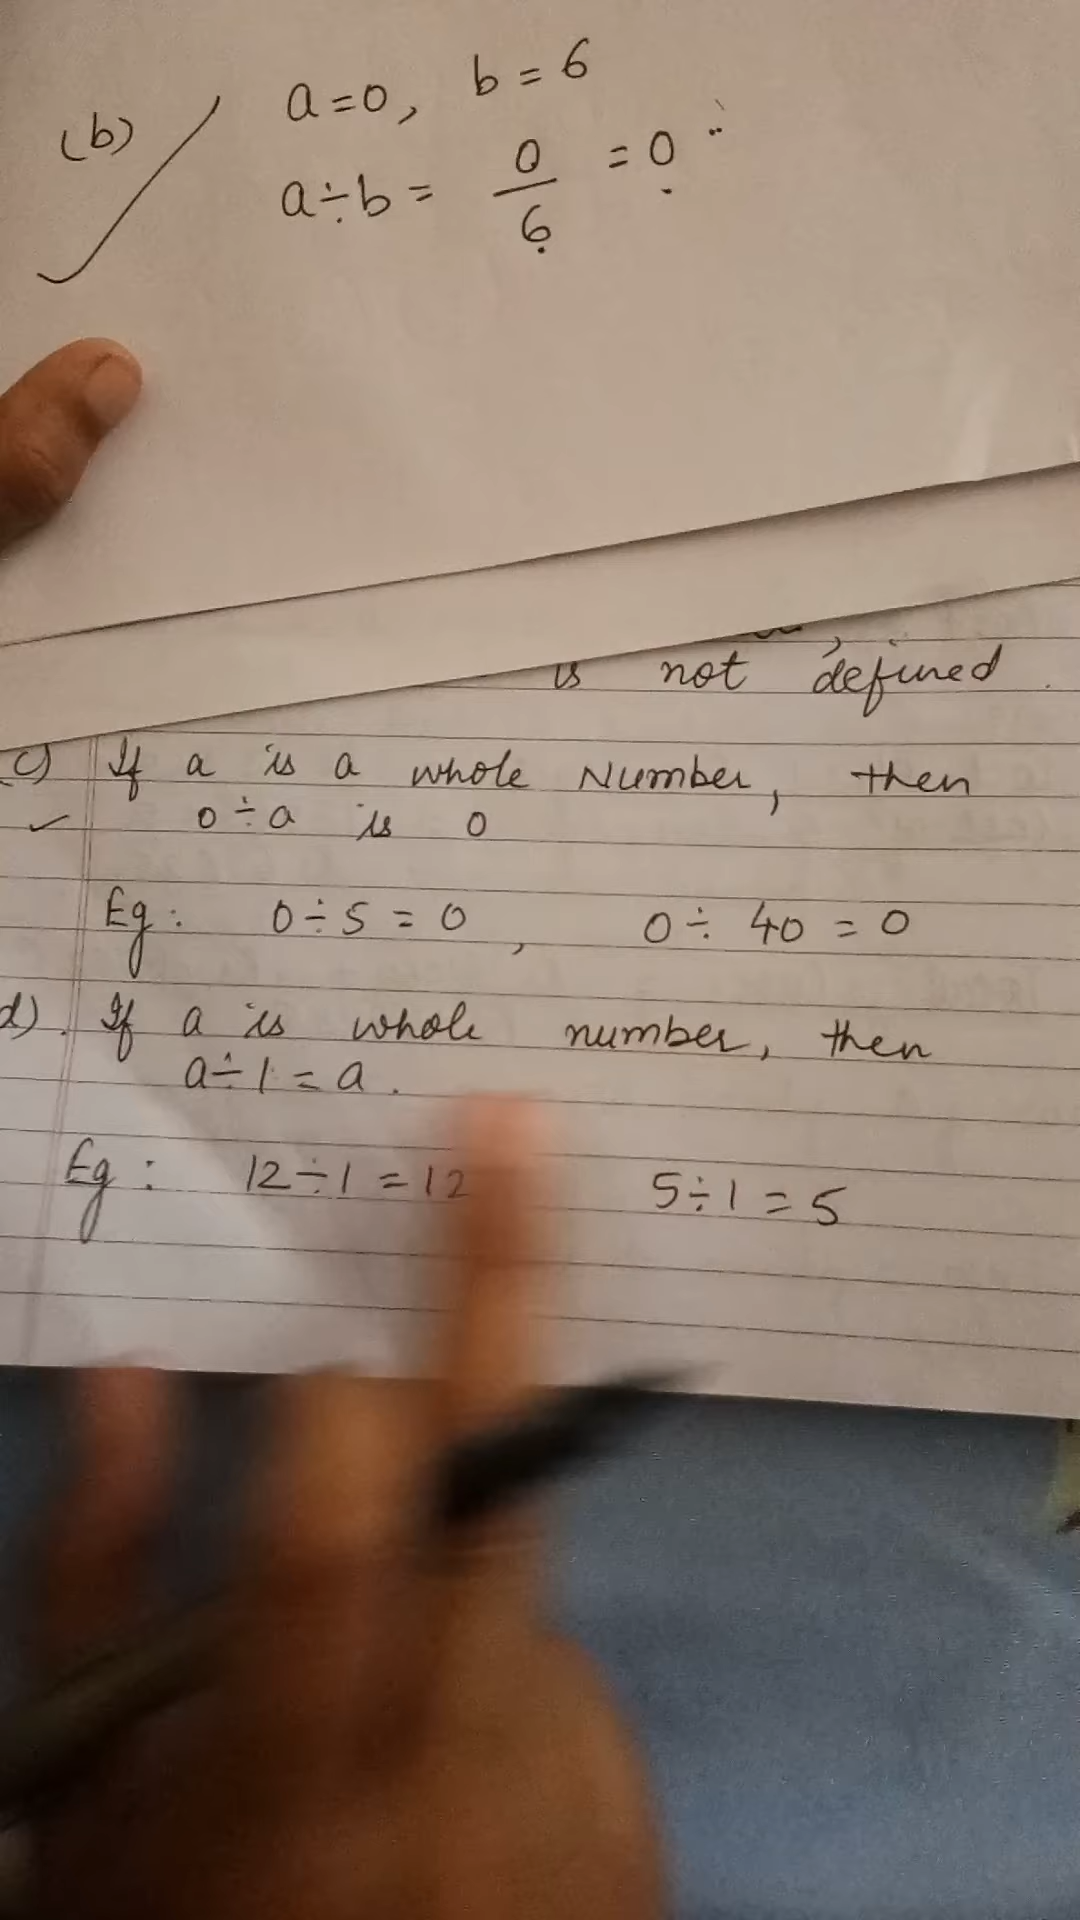 a=0, b = 6
(b)
a÷b = 0/6 = 0
is not defined.
c) If a is a whole Number, then
0÷a is 0
Eg: 0÷5 = 0, 0÷ 40 = 0
d). If a is whole number, then
a÷1 = a.
Eg: 12÷1 = 12 5÷1 = 5